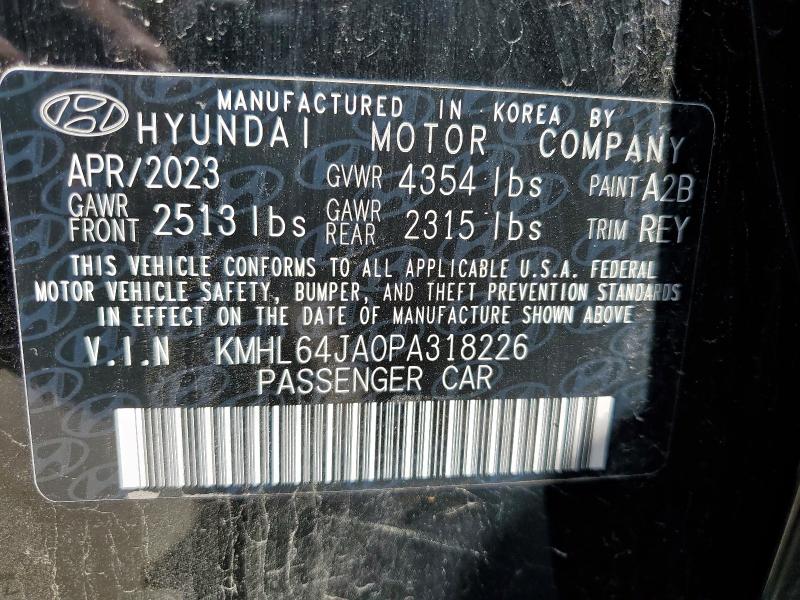 MANUFACTURED IN KOREA BY
HYUNDAI MOTOR COMPANY
APR/2023 GVWR 4354 lbs PAINT A2B
GAWR FRONT 2513 lbs GAWR REAR 2315 lbs TRIM REY
THIS VEHICLE CONFORMS TO ALL APPLICABLE U.S.A. FEDERAL
MOTOR VEHICLE SAFETY, BUMPER, AND THEFT PREVENTION STANDARDS
IN EFFECT ON THE DATE OF MANUFACTURE SHOWN ABOVE
V.I.N KMHL64JA0PA318226
PASSENGER CAR